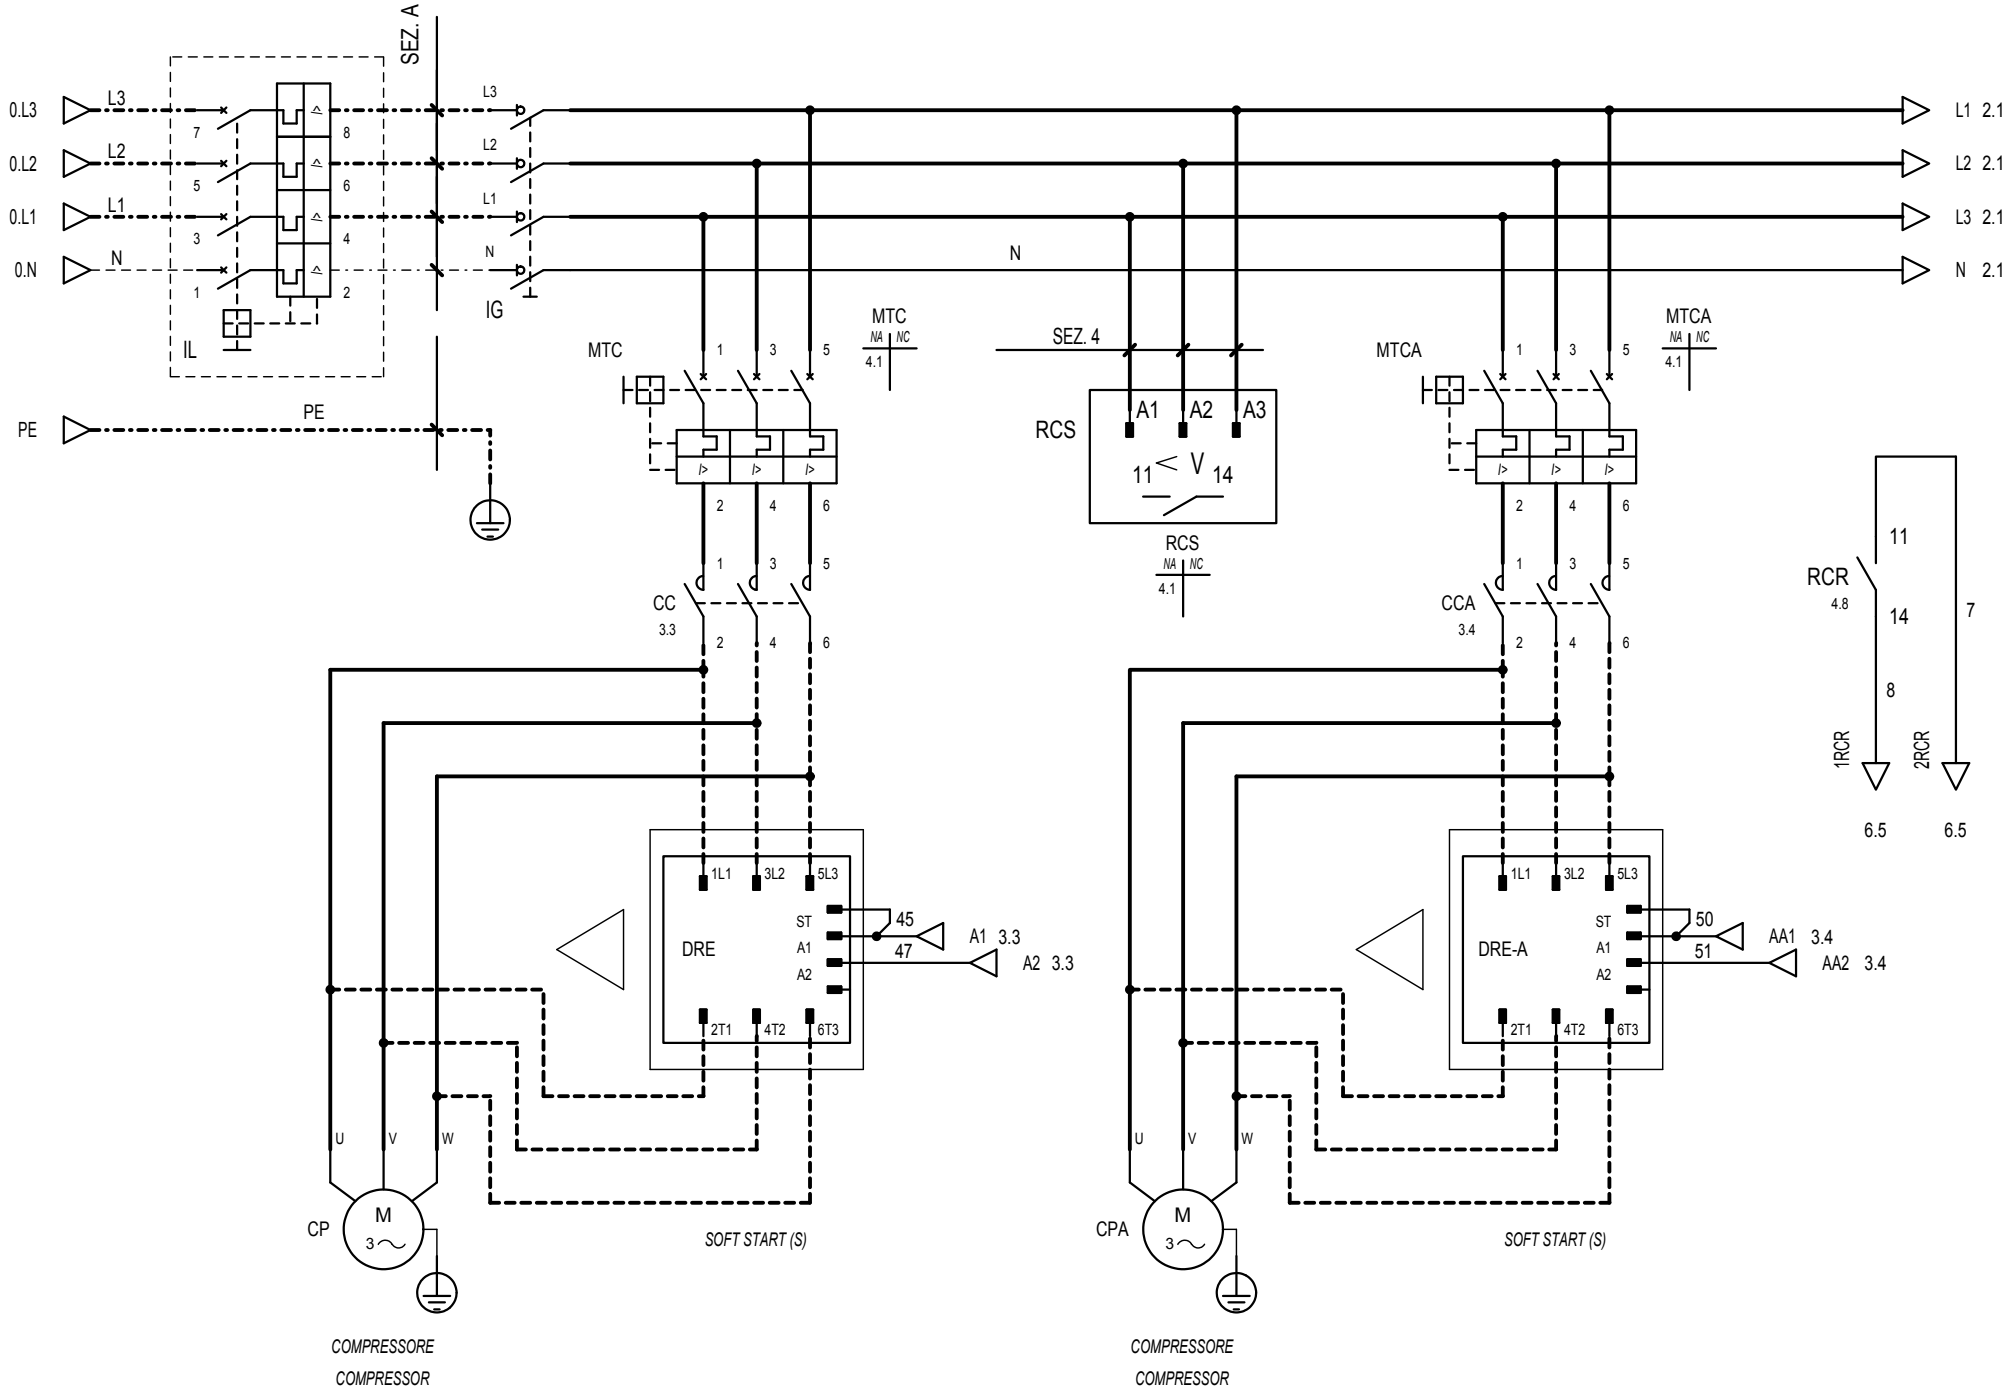 SEZ. A
0.L3 L3 7 8 L3 L1 2.1
0.L2 L2 5 6 L2 L2 2.1
0.L1 L1 3 4 L1 L3 2.1
0.N N 1 2 N N N 2.1
IL
IG
PE PE
MTC
NA NC
4.1
MTC 1 3 5
I> I> I>
2 4 6
SEZ. 4
RCS A1 A2 A3
< V
11 14
RCS
NA NC
4.1
MTCA
NA NC
4.1
MTCA 1 3 5
I> I> I>
2 4 6
1 3 5
CC
3.3
2 4 6
1 3 5
CCA
3.4
2 4 6
11
RCR
4.8
14
7
8
1RCR
2RCR
6.5 6.5
1L1 3L2 5L3
ST
DRE A1
A2
2T1 4T2 6T3
45 A1 3.3
47 A2 3.3
1L1 3L2 5L3
ST
DRE-A A1
A2
2T1 4T2 6T3
50 AA1 3.4
51 AA2 3.4
U V W
CP M
3
SOFT START (S)
COMPRESSORE
COMPRESSOR
U V W
CPA M
3
SOFT START (S)
COMPRESSORE
COMPRESSOR